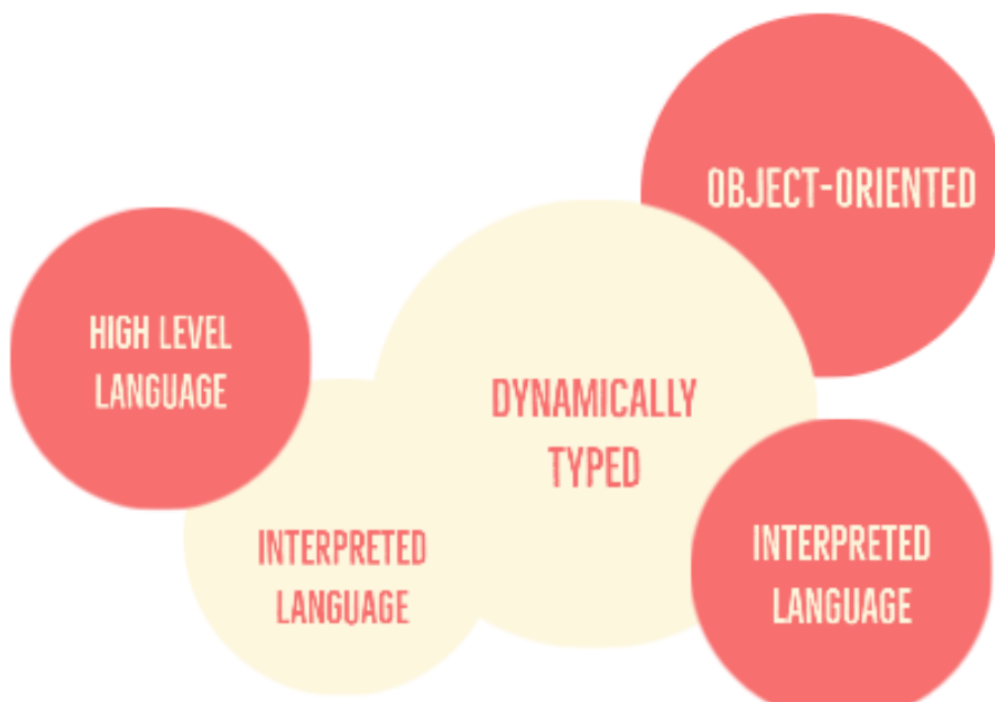 OBJECT-ORIENTED
HIGH LEVEL
LANGUAGE
DYNAMICALLY
TYPED
INTERPRETED
LANGUAGE
INTERPRETED
LANGUAGE